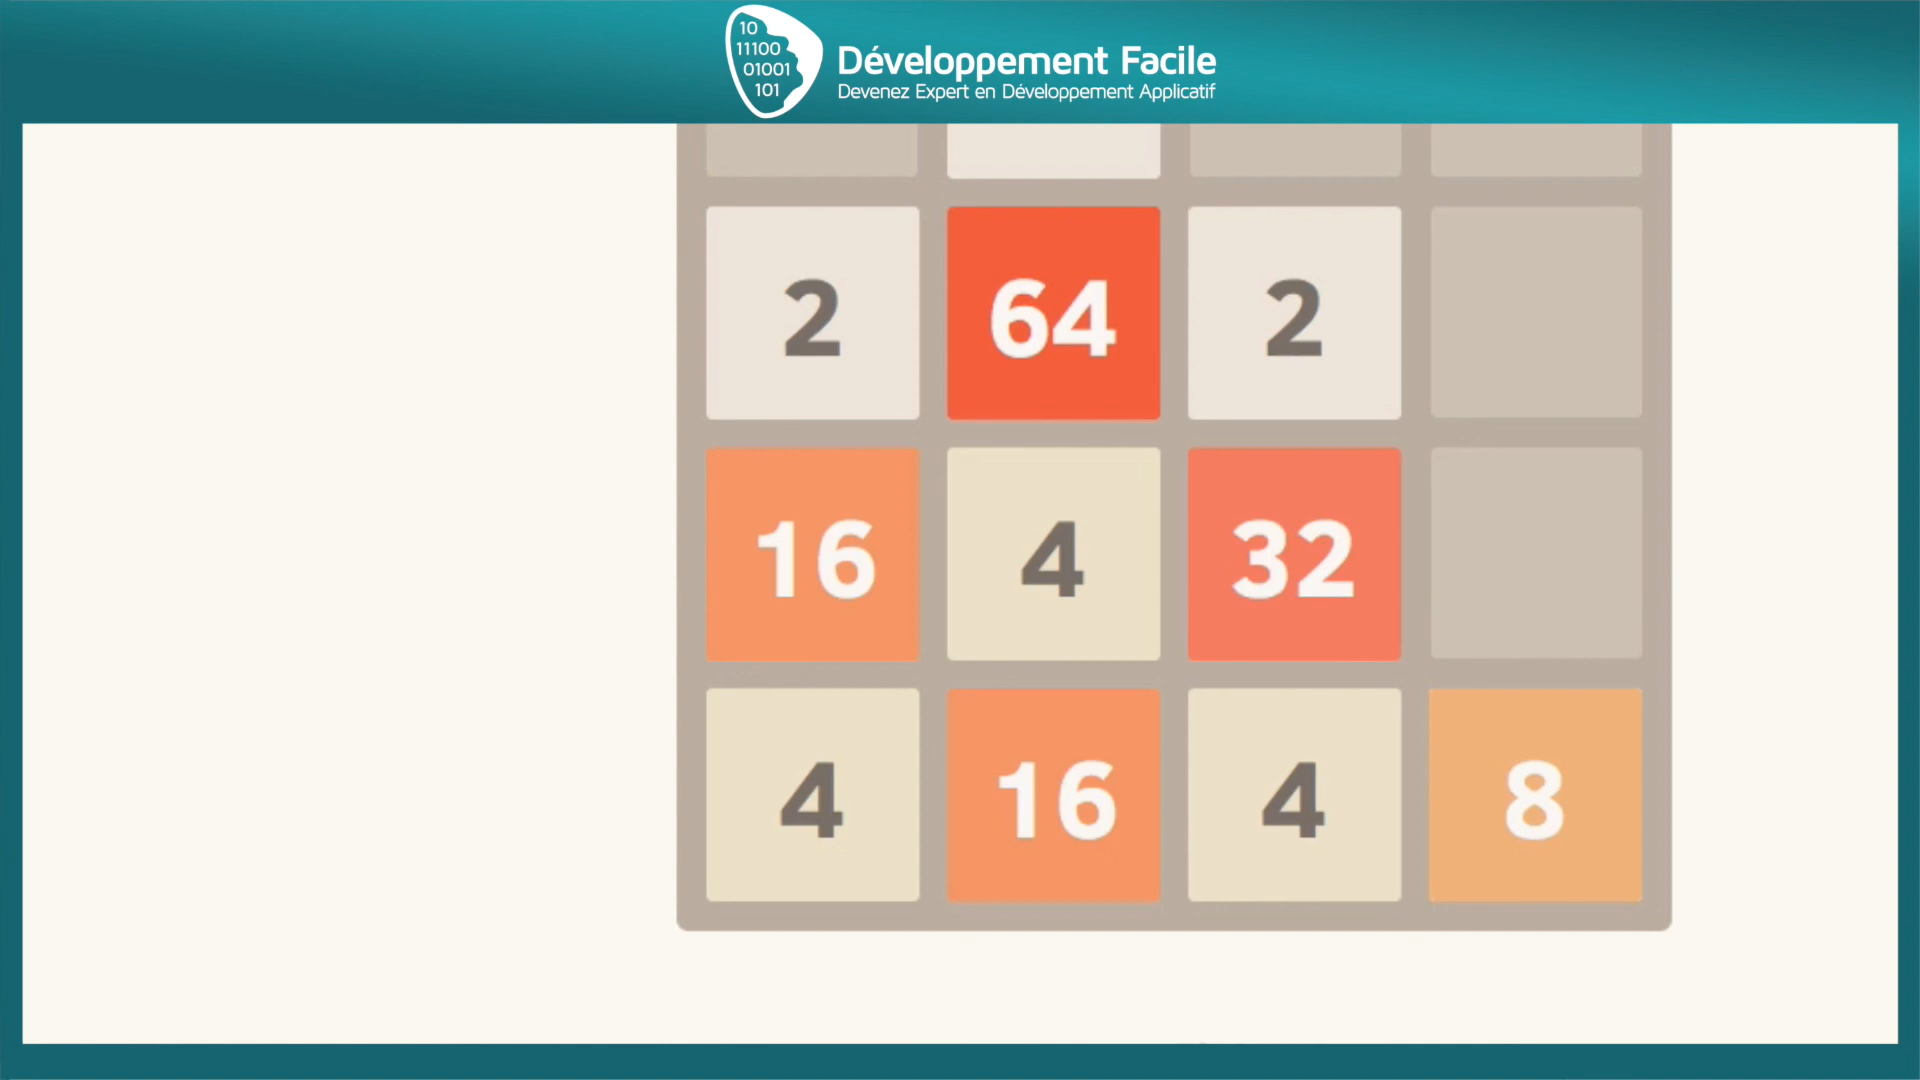 10
11100
01001
101
Développement Facile
Devenez Expert en Développement Applicatif
2 64 2
16 4 32
4 16 4 8